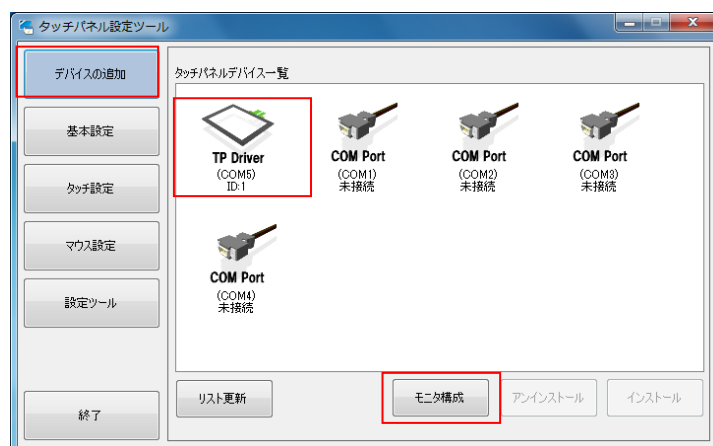 タッチパネル設定ツール
デバイスの追加
基本設定
タッチ設定
マウス設定
設定ツール
終了
タッチパネルデバイス一覧
TP Driver
(COM5)
ID:1
COM Port
(COM1)
未接続
COM Port
(COM2)
未接続
COM Port
(COM3)
未接続
COM Port
(COM4)
未接続
リスト更新
モニタ構成
アンインストール
インストール